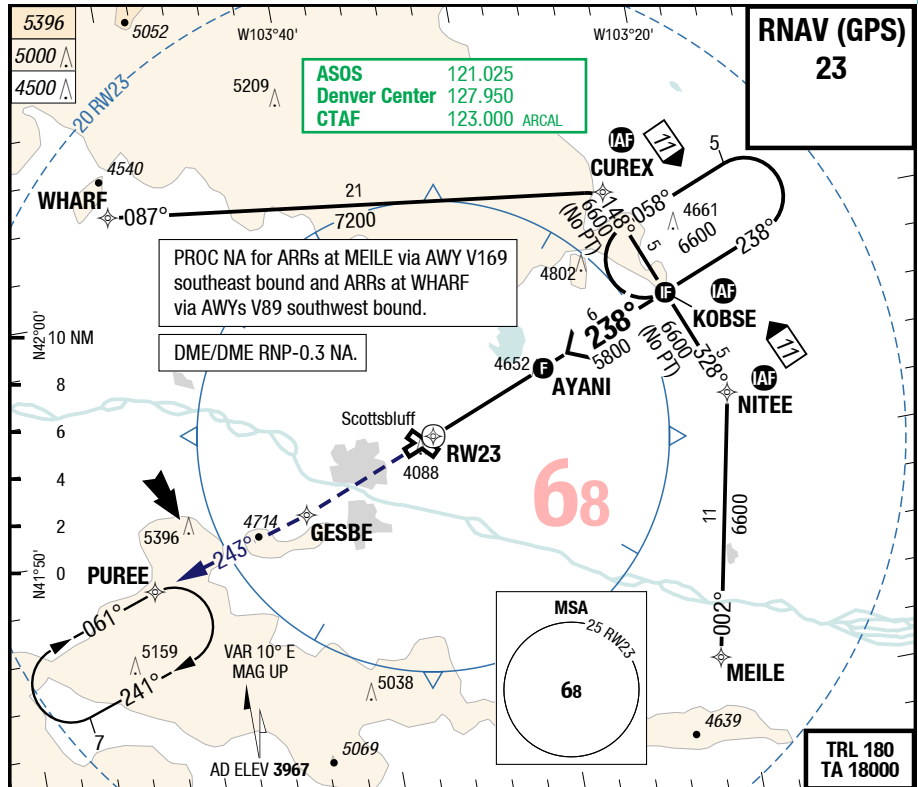 5396
5000
4500
5052
W103°40'
W103°20'
RNAV (GPS)
23
20 RW23
5209
ASOS 121.025
Denver Center 127.950
CTAF 123.000 ARCAL
IAF
11
CUREX
5
4540
WHARF
087°
21
7200
148°
6600
(No PT)
5
058°
4661
6600
238°
4802
PROC NA for ARRs at MEILE via AWY V169
southeast bound and ARRs at WHARF
via AWYs V89 southwest bound.
DME/DME RNP-0.3 NA.
IF
IAF
KOBSE
6
238°
5800
6600
(No PT)
5
328°
11
IAF
NITEE
N42°00'
10 NM
8
6
4
2
0
N41°50'
4652
F
AYANI
Scottsbluff
RW23
4088
68
11
6600
002°
MEILE
GESBE
4714
243°
5396
PUREE
061°
5159
241°
7
VAR 10° E
MAG UP
AD ELEV 3967
5038
5069
MSA
25 RW23
68
4639
TRL 180
TA 18000